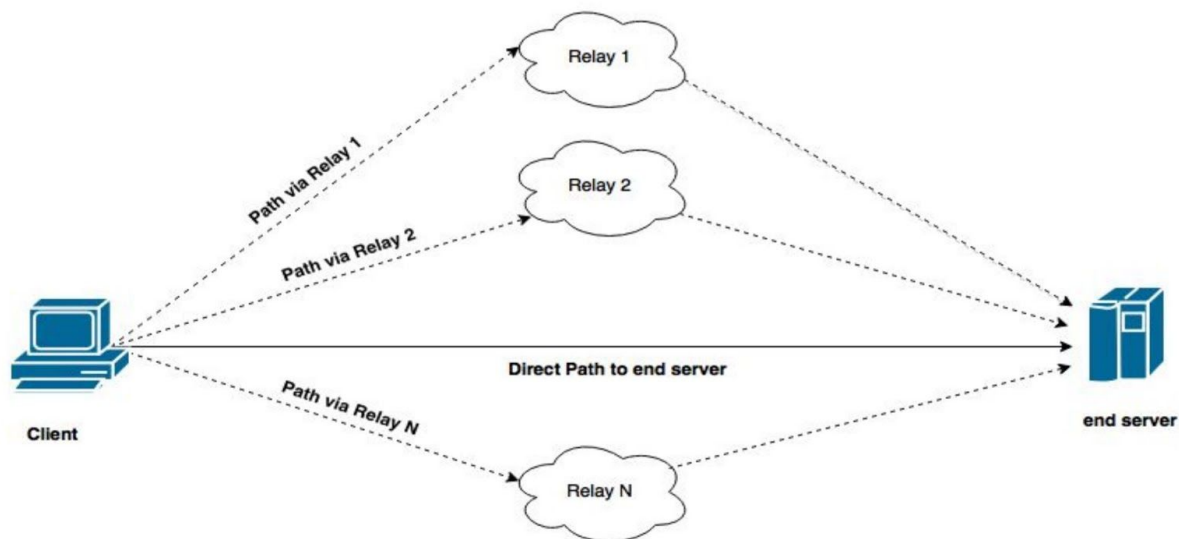 Relay 1
Path via Relay 1
Relay 2
Path via Relay 2
Direct Path to end server
Path via Relay N
Client
end server
Relay N